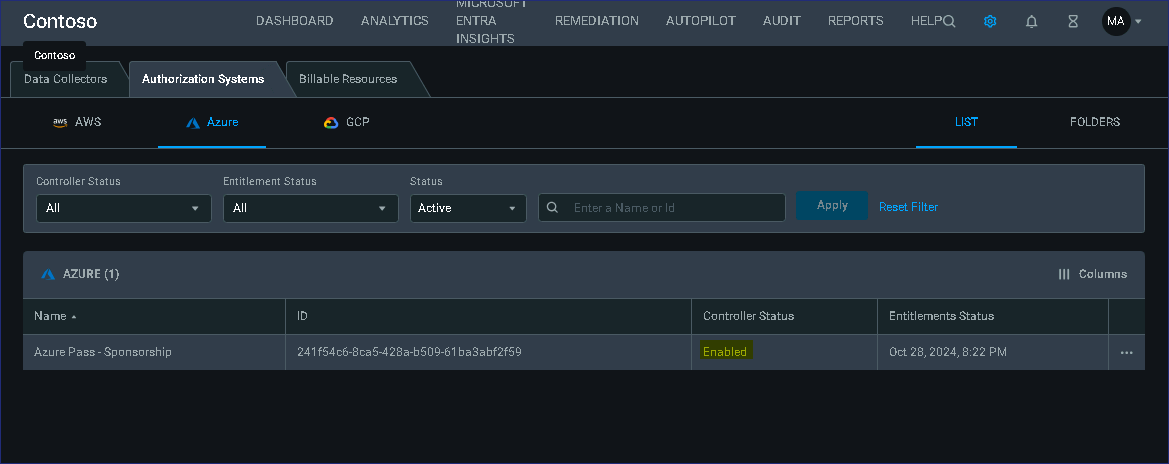 Contoso
DASHBOARD
ANALYTICS
MICROSOFT
ENTRA
INSIGHTS
REMEDIATION
AUTOPILOT
AUDIT
REPORTS
HELP
MA
Contoso
Data Collectors
Authorization Systems
Billable Resources
aws AWS
Azure
GCP
LIST
FOLDERS
Controller Status
Entitlement Status
Status
All
All
Active
Enter a Name or Id
Apply
Reset Filter
AZURE (1)
Columns
Name
ID
Controller Status
Entitlements Status
Azure Pass - Sponsorship
241f54c6-8ca5-428a-b509-61ba3abf2f59
Enabled
Oct 28, 2024, 8:22 PM